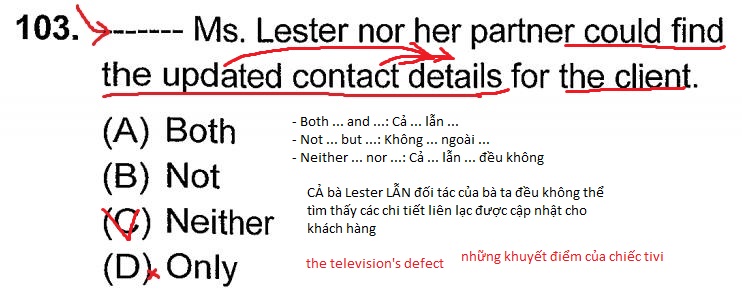 103. ------- Ms. Lester nor her partner could find
the updated contact details for the client.
(A) Both
(B) Not
(C) Neither
(D) Only
- Both ... and ...: Cả ... lẫn ...
- Not ... but ...: Không ... ngoài ...
- Neither ... nor ...: Cả ... lẫn ... đều không
CẢ bà Lester LẪN đối tác của bà ta đều không thể
tìm thấy các chi tiết liên lạc được cập nhật cho
khách hàng
the television's defect
những khuyết điểm của chiếc tivi